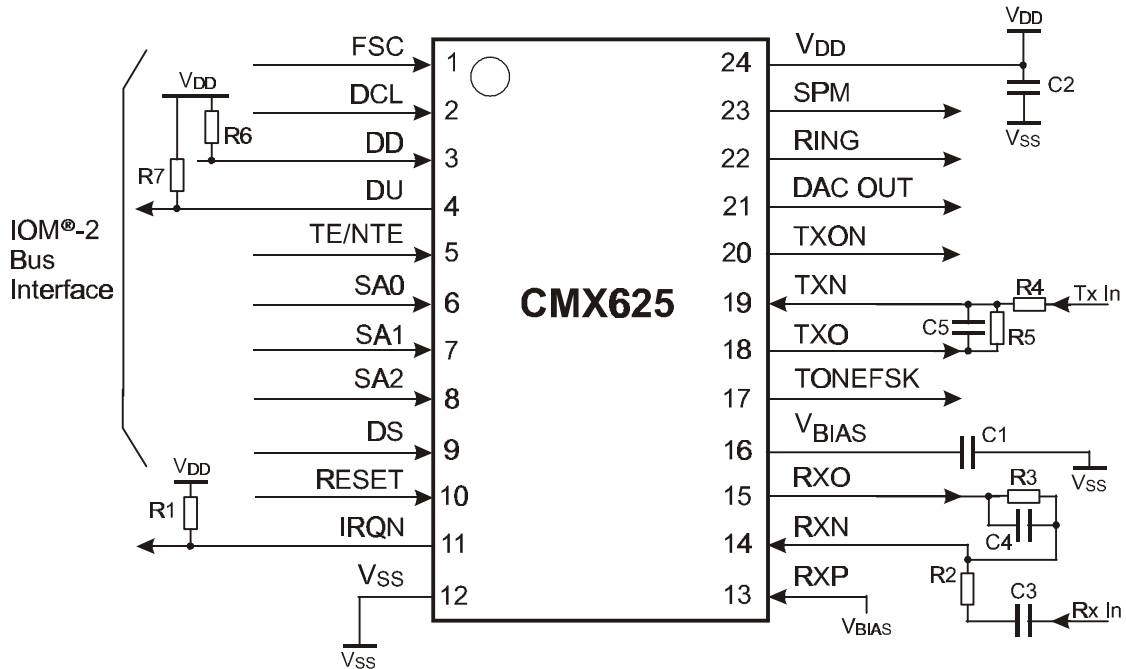 VDD
FSC 1 24 VDD
VDD
DCL 2 23 SPM C2
R6
DD 3 22 RING VSS
R7
DU 4 21 DAC OUT
IOM®-2
Bus
Interface
TE/NTE 5 20 TXON
SA0 6 CMX625 19 TXN R4 Tx In
C5 R5
SA1 7 18 TXO
SA2 8 17 TONEFSK
DS 9 16 VBIAS C1
VDD VSS
RESET 10 15 RXO R3
R1 C4
IRQN 11 14 RXN
R2 C3
VSS 12 13 RXP Rx In
VBIAS
VSS